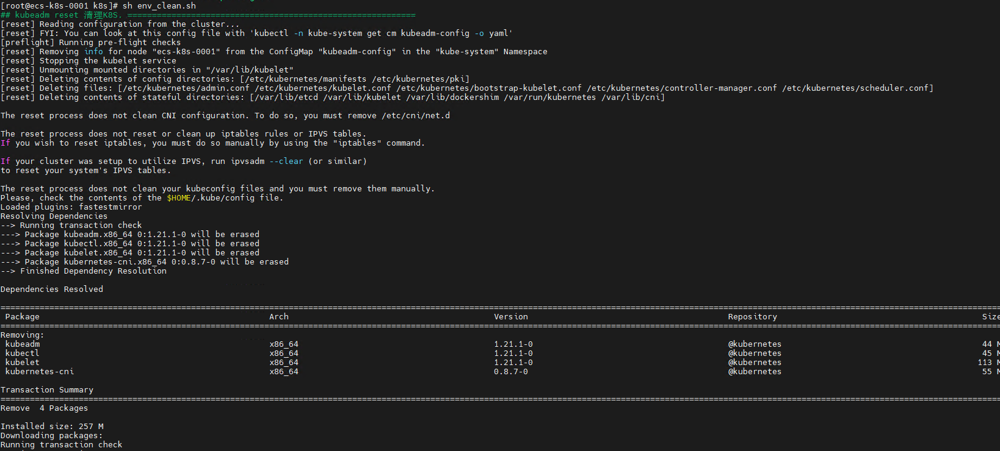 [root@ecs-k8s-0001 k8s]# sh env_clean.sh
## kubeadm reset 清理K8S. ===========================================================
[reset] Reading configuration from the cluster...
[reset] FYI: You can look at this config file with 'kubectl -n kube-system get cm kubeadm-config -o yaml'
[preflight] Running pre-flight checks
[reset] Removing info for node "ecs-k8s-0001" from the ConfigMap "kubeadm-config" in the "kube-system" Namespace
[reset] Stopping the kubelet service
[reset] Unmounting mounted directories in "/var/lib/kubelet"
[reset] Deleting contents of config directories: [/etc/kubernetes/manifests /etc/kubernetes/pki]
[reset] Deleting files: [/etc/kubernetes/admin.conf /etc/kubernetes/kubelet.conf /etc/kubernetes/bootstrap-kubelet.conf /etc/kubernetes/controller-manager.conf /etc/kubernetes/scheduler.conf]
[reset] Deleting contents of stateful directories: [/var/lib/etcd /var/lib/kubelet /var/lib/dockershim /var/run/kubernetes /var/lib/cni]
The reset process does not clean CNI configuration. To do so, you must remove /etc/cni/net.d
The reset process does not reset or clean up iptables rules or IPVS tables.
If you wish to reset iptables, you must do so manually by using the "iptables" command.
If your cluster was setup to utilize IPVS, run ipvsadm --clear (or similar)
to reset your system's IPVS tables.
The reset process does not clean your kubeconfig files and you must remove them manually.
Please, check the contents of the $HOME/.kube/config file.
Loaded plugins: fastestmirror
Resolving Dependencies
--> Running transaction check
---> Package kubeadm.x86_64 0:1.21.1-0 will be erased
---> Package kubectl.x86_64 0:1.21.1-0 will be erased
---> Package kubelet.x86_64 0:1.21.1-0 will be erased
---> Package kubernetes-cni.x86_64 0:0.8.7-0 will be erased
--> Finished Dependency Resolution
Dependencies Resolved
Package Arch Version Repository Size
Removing:
kubeadm x86_64 1.21.1-0 @kubernetes 44 M
kubectl x86_64 1.21.1-0 @kubernetes 45 M
kubelet x86_64 1.21.1-0 @kubernetes 113 M
kubernetes-cni x86_64 0.8.7-0 @kubernetes 55 M
Transaction Summary
Remove  4 Packages
Installed size: 257 M
Downloading packages:
Running transaction check